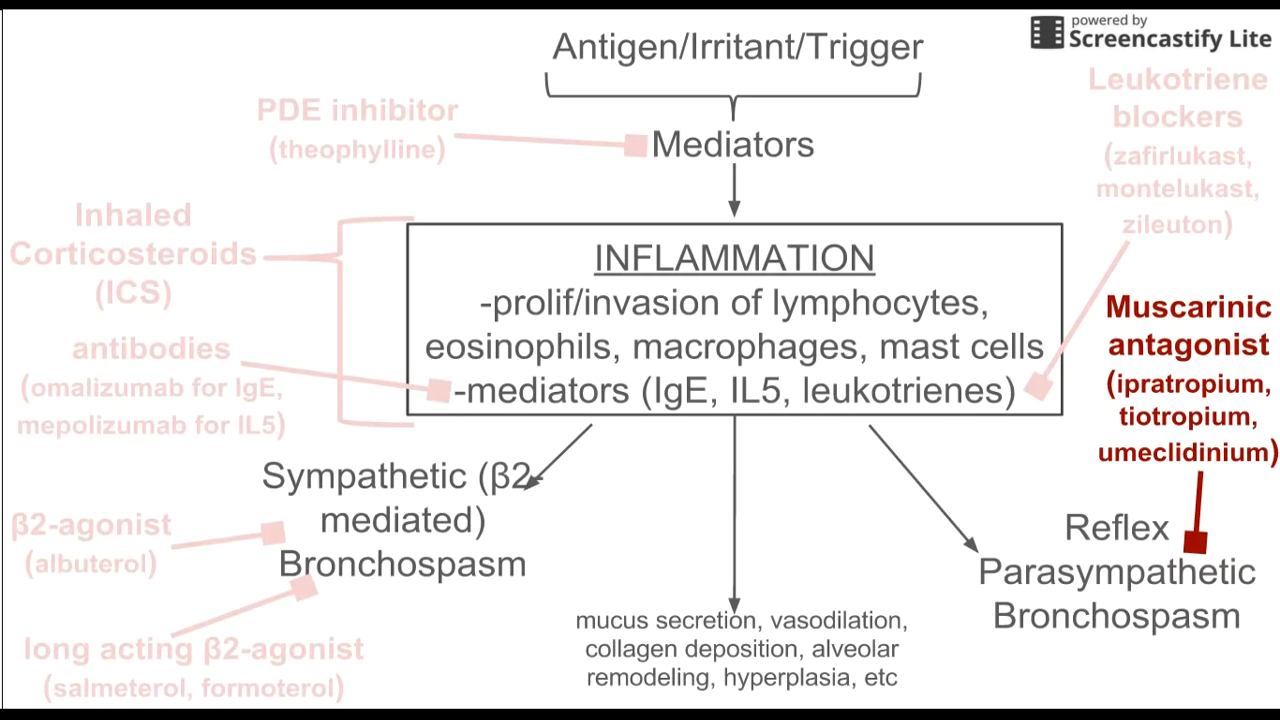 powered by
Screencastify Lite
Antigen/Irritant/Trigger
PDE inhibitor
(theophylline)
Mediators
Leukotriene
blockers
(zafirlukast,
montelukast,
zileuton)
Inhaled
Corticosteroids
(ICS)
antibodies
(omalizumab for IgE,
mepolizumab for IL5)
INFLAMMATION
-prolif/invasion of lymphocytes,
eosinophils, macrophages, mast cells
-mediators (IgE, IL5, leukotrienes)
Muscarinic
antagonist
(ipratropium,
tiotropium,
umeclidinium)
Sympathetic (β2-
mediated)
Bronchospasm
β2-agonist
(albuterol)
long acting β2-agonist
(salmeterol, formoterol)
mucus secretion, vasodilation,
collagen deposition, alveolar
remodeling, hyperplasia, etc
Reflex
Parasympathetic
Bronchospasm